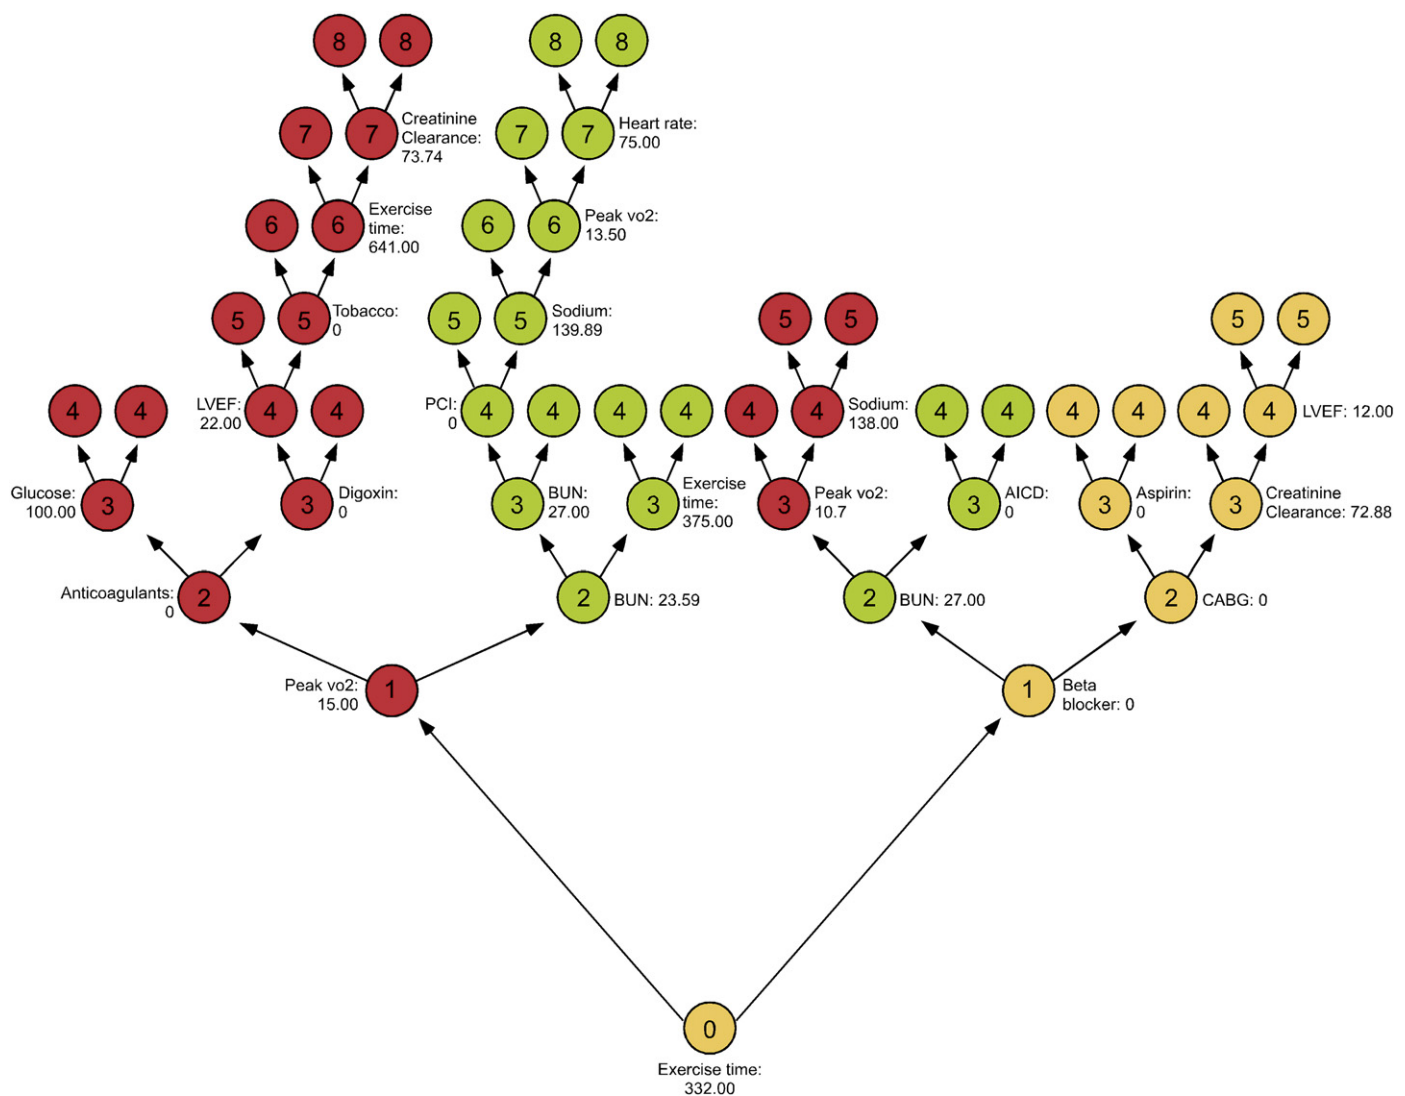 8 8 8 8
7 7 Creatinine
Clearance:
73.74
7 7 Heart rate:
75.00
6 6 Exercise
time:
641.00
6 6 Peak vo2:
13.50
5 5 Tobacco:
0
5 5 Sodium:
139.89
5 5
5 5
4 4
LVEF:
22.00
4 4
PCI:
0
4 4
4 4
4 4 Sodium:
138.00
4 4
4 4
4 4 LVEF: 12.00
Glucose:
100.00
3
3 Digoxin:
0
3 BUN:
27.00
3 Exercise
time:
375.00
3 Peak vo2:
10.7
3 AICD:
0
3 Aspirin:
0
3 Creatinine
Clearance: 72.88
Anticoagulants:
0
2
2 BUN: 23.59
2 BUN: 27.00
2 CABG: 0
Peak vo2:
15.00
1
1 Beta
blocker: 0
0
Exercise time:
332.00